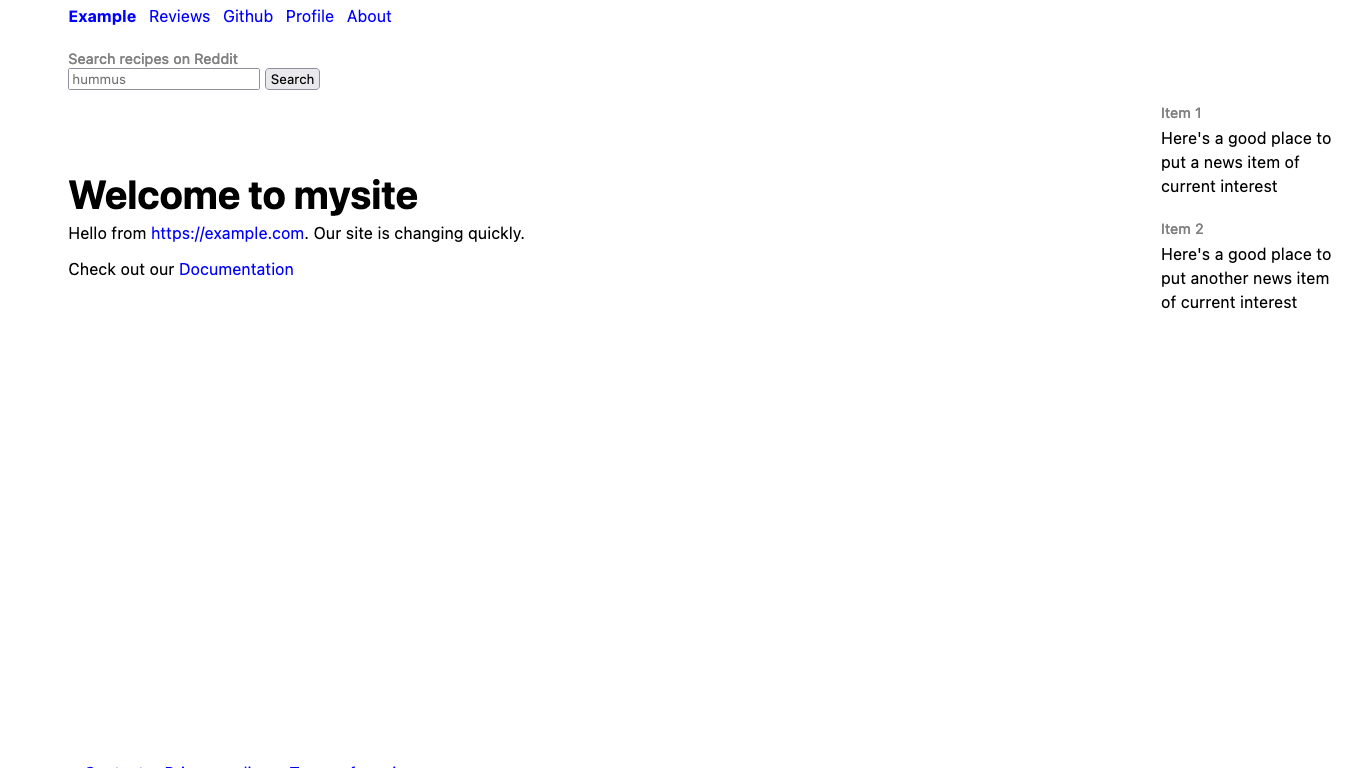 Example Reviews Github Profile About
Search recipes on Reddit
hummus Search
Welcome to mysite
Hello from https://example.com. Our site is changing quickly.
Check out our Documentation
Item 1
Here's a good place to
put a news item of
current interest
Item 2
Here's a good place to
put another news item
of current interest